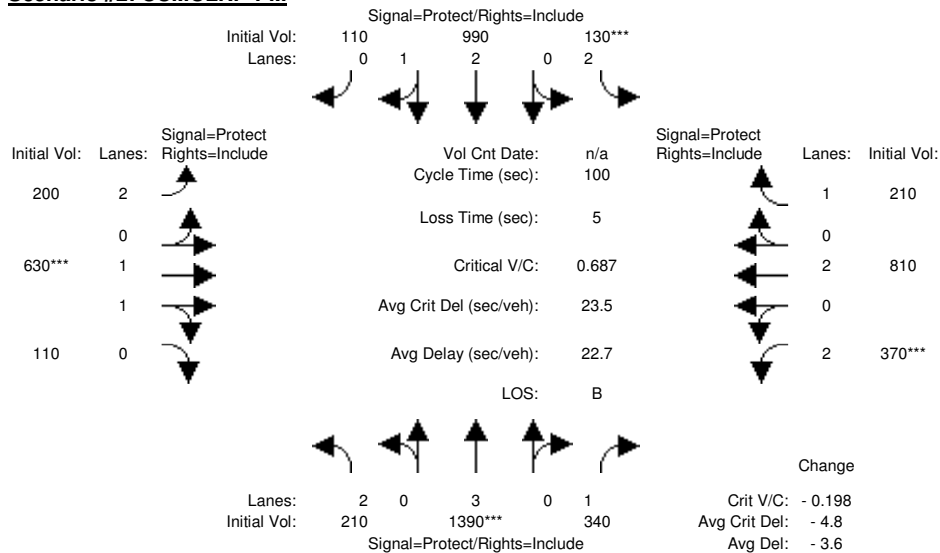 Signal=Protect/Rights=Include
Initial Vol: 110 990 130***
Lanes: 0 1 2 0 2
Signal=Protect
Initial Vol: Lanes: Rights=Include
Vol Cnt Date: n/a
Signal=Protect
Rights=Include Lanes: Initial Vol:
Cycle Time (sec): 100
200 2
1 210
Loss Time (sec): 5
0
0
630*** 1
Critical V/C: 0.687
2 810
1
Avg Crit Del (sec/veh): 23.5
0
110 0
Avg Delay (sec/veh): 22.7
2 370***
LOS: B
Lanes: 2 0 3 0 1
Initial Vol: 210 1390*** 340
Signal=Protect/Rights=Include
Change
Crit V/C: - 0.198
Avg Crit Del: - 4.8
Avg Del: - 3.6